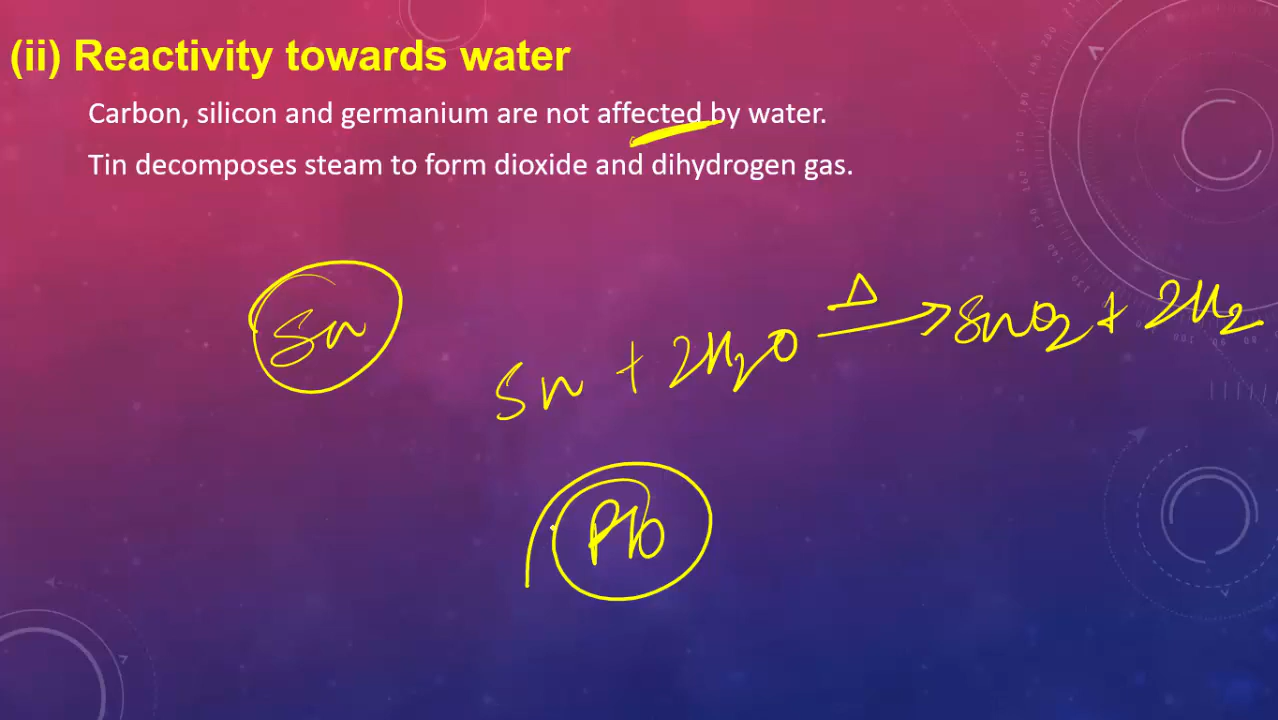 (ii) Reactivity towards water
Carbon, silicon and germanium are not affected by water.
Tin decomposes steam to form dioxide and dihydrogen gas.
Sn
Sn + 2H₂O →Δ SnO₂ + 2H₂
Pb